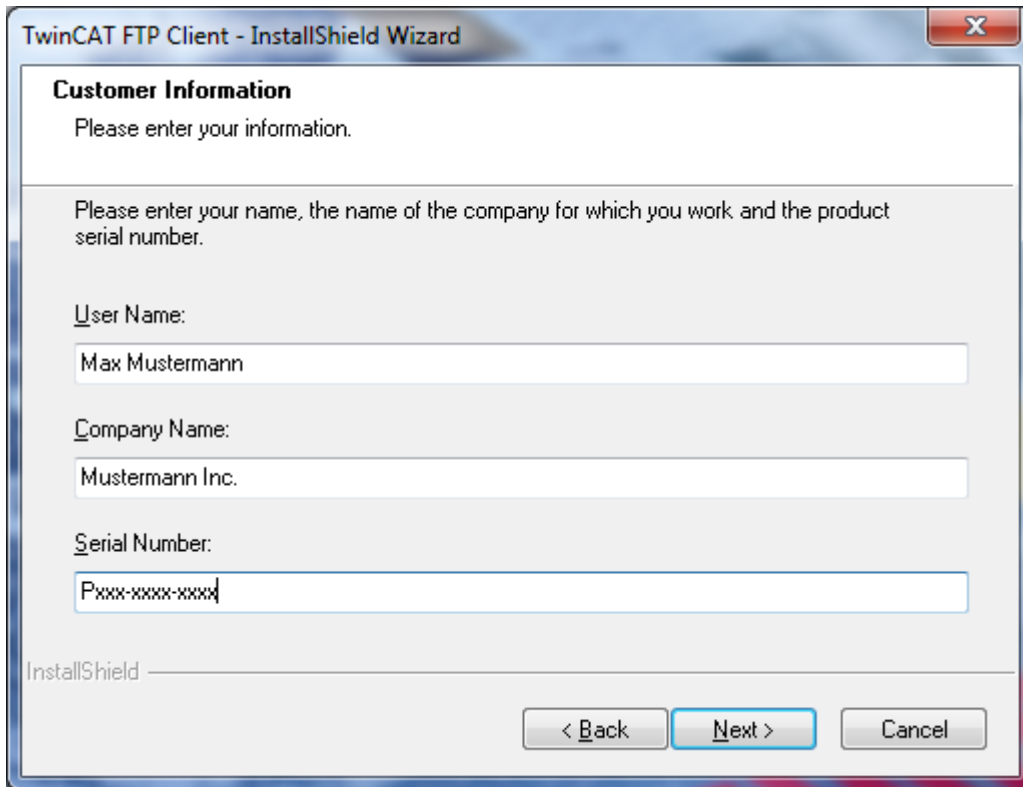 TwinCAT FTP Client - InstallShield Wizard
Customer Information
Please enter your information.
Please enter your name, the name of the company for which you work and the product
serial number.
User Name:
Max Mustermann
Company Name:
Mustermann Inc.
Serial Number:
Pxxx-xxxx-xxxx
InstallShield
< Back Next > Cancel